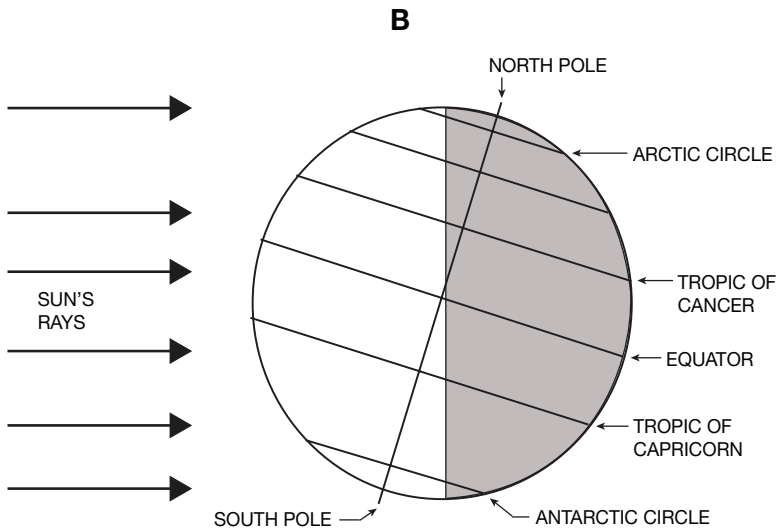 B
NORTH POLE
ARCTIC CIRCLE
TROPIC OF
CANCER
SUN'S
RAYS
EQUATOR
TROPIC OF
CAPRICORN
SOUTH POLE
ANTARCTIC CIRCLE